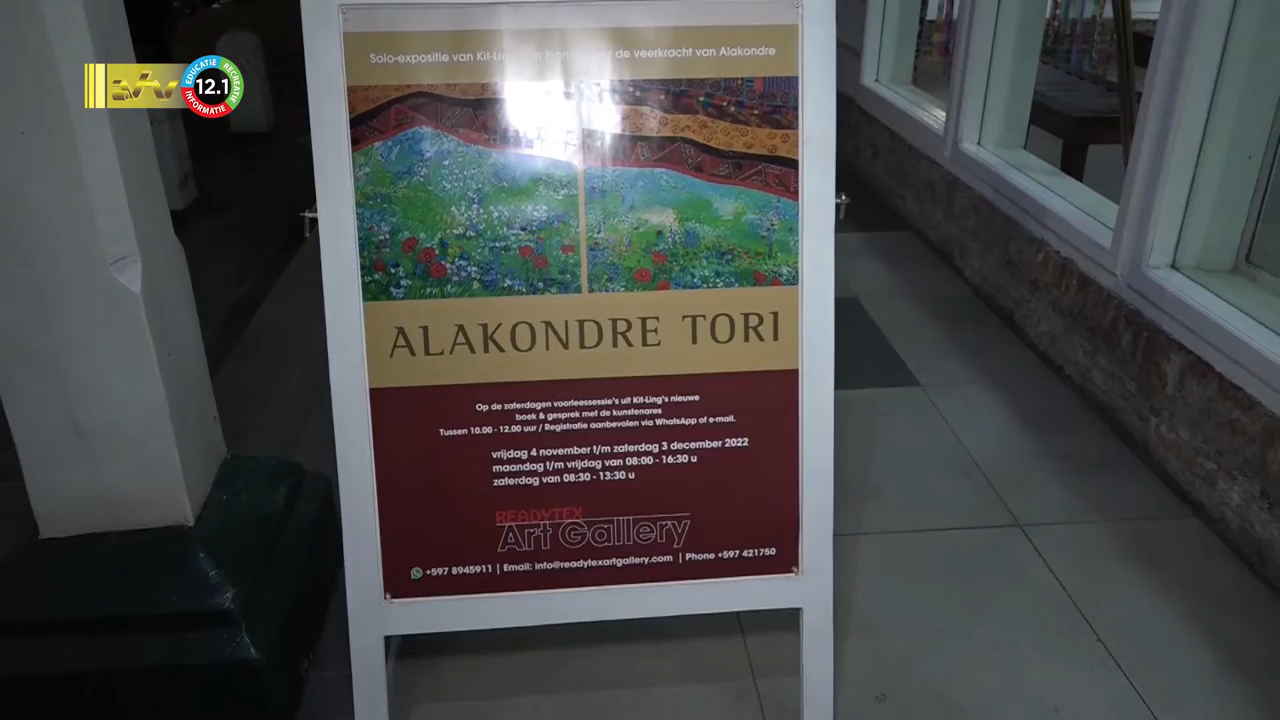 ATV
EDUCATIE RECREATIE INFORMATIE
12.1
Solo-expositie van Kit-Ling de veerkracht van Alakondre
ALAKONDRE TORI
Op de zaterdagen voorleessessie's uit Kit-Ling's nieuwe
boek & gesprek met de kunstenares
Tussen 10.00 - 12.00 uur / Registratie aanbevolen via WhatsApp of e-mail.
vrijdag 4 november t/m zaterdag 3 december 2022
maandag t/m vrijdag van 08:00 - 16:30 u
zaterdag van 08:30 - 13:30 u
READYTEX
Art Gallery
+597 8945911 | Email: info@readytexartgallery.com | Phone +597 421750